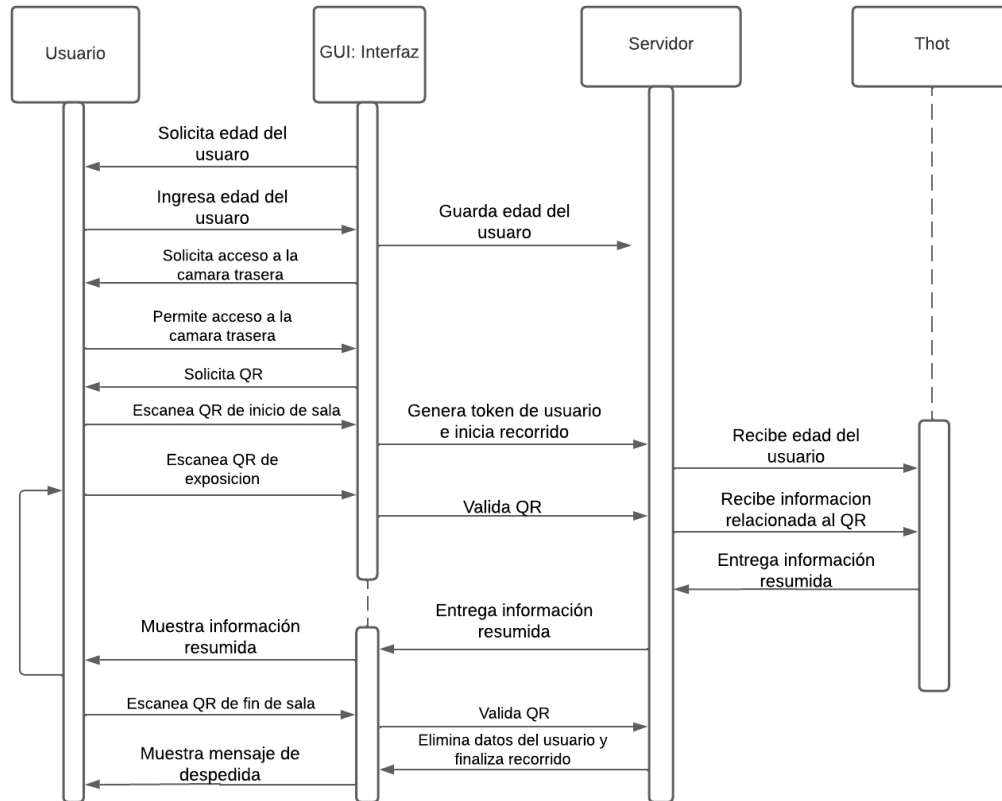 Usuario
GUI: Interfaz
Servidor
Thot
Solicita edad del
usuaro
Ingresa edad del
usuaro
Guarda edad del
usuaro
Solicita acceso a la
camara trasera
Permite acceso a la
camara trasera
Solicita QR
Escanea QR de inicio de sala
Genera token de usuario
e inicia recorrido
Recibe edad del
usuario
Escanea QR de
exposicion
Valida QR
Recibe informacion
relacionada al QR
Entrega información
resumida
Entrega información
resumida
Muestra información
resumida
Escanea QR de fin de sala
Valida QR
Elimina datos del usuario y
finaliza recorrido
Muestra mensaje de
despedida